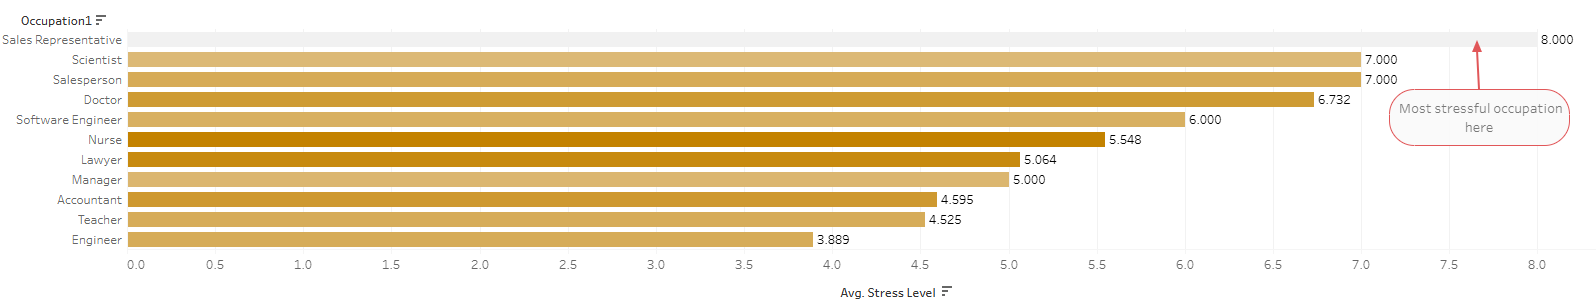 Occupation1
Sales Representative 8.000
Scientist 7.000
Salesperson 7.000
Doctor 6.732
Most stressful occupation
here
Software Engineer 6.000
Nurse 5.548
Lawyer 5.064
Manager 5.000
Accountant 4.595
Teacher 4.525
Engineer 3.889
0.0 0.5 1.0 1.5 2.0 2.5 3.0 3.5 4.0 4.5 5.0 5.5 6.0 6.5 7.0 7.5 8.0
Avg. Stress Level